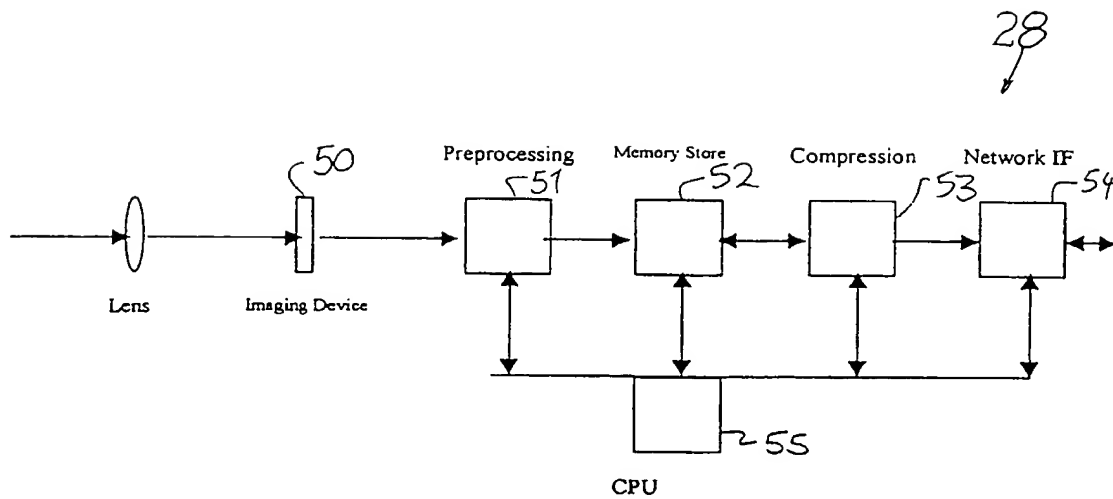 28
Preprocessing
Memory Store
Compression
Network IF
50
51
52
53
54
Lens
Imaging Device
55
CPU